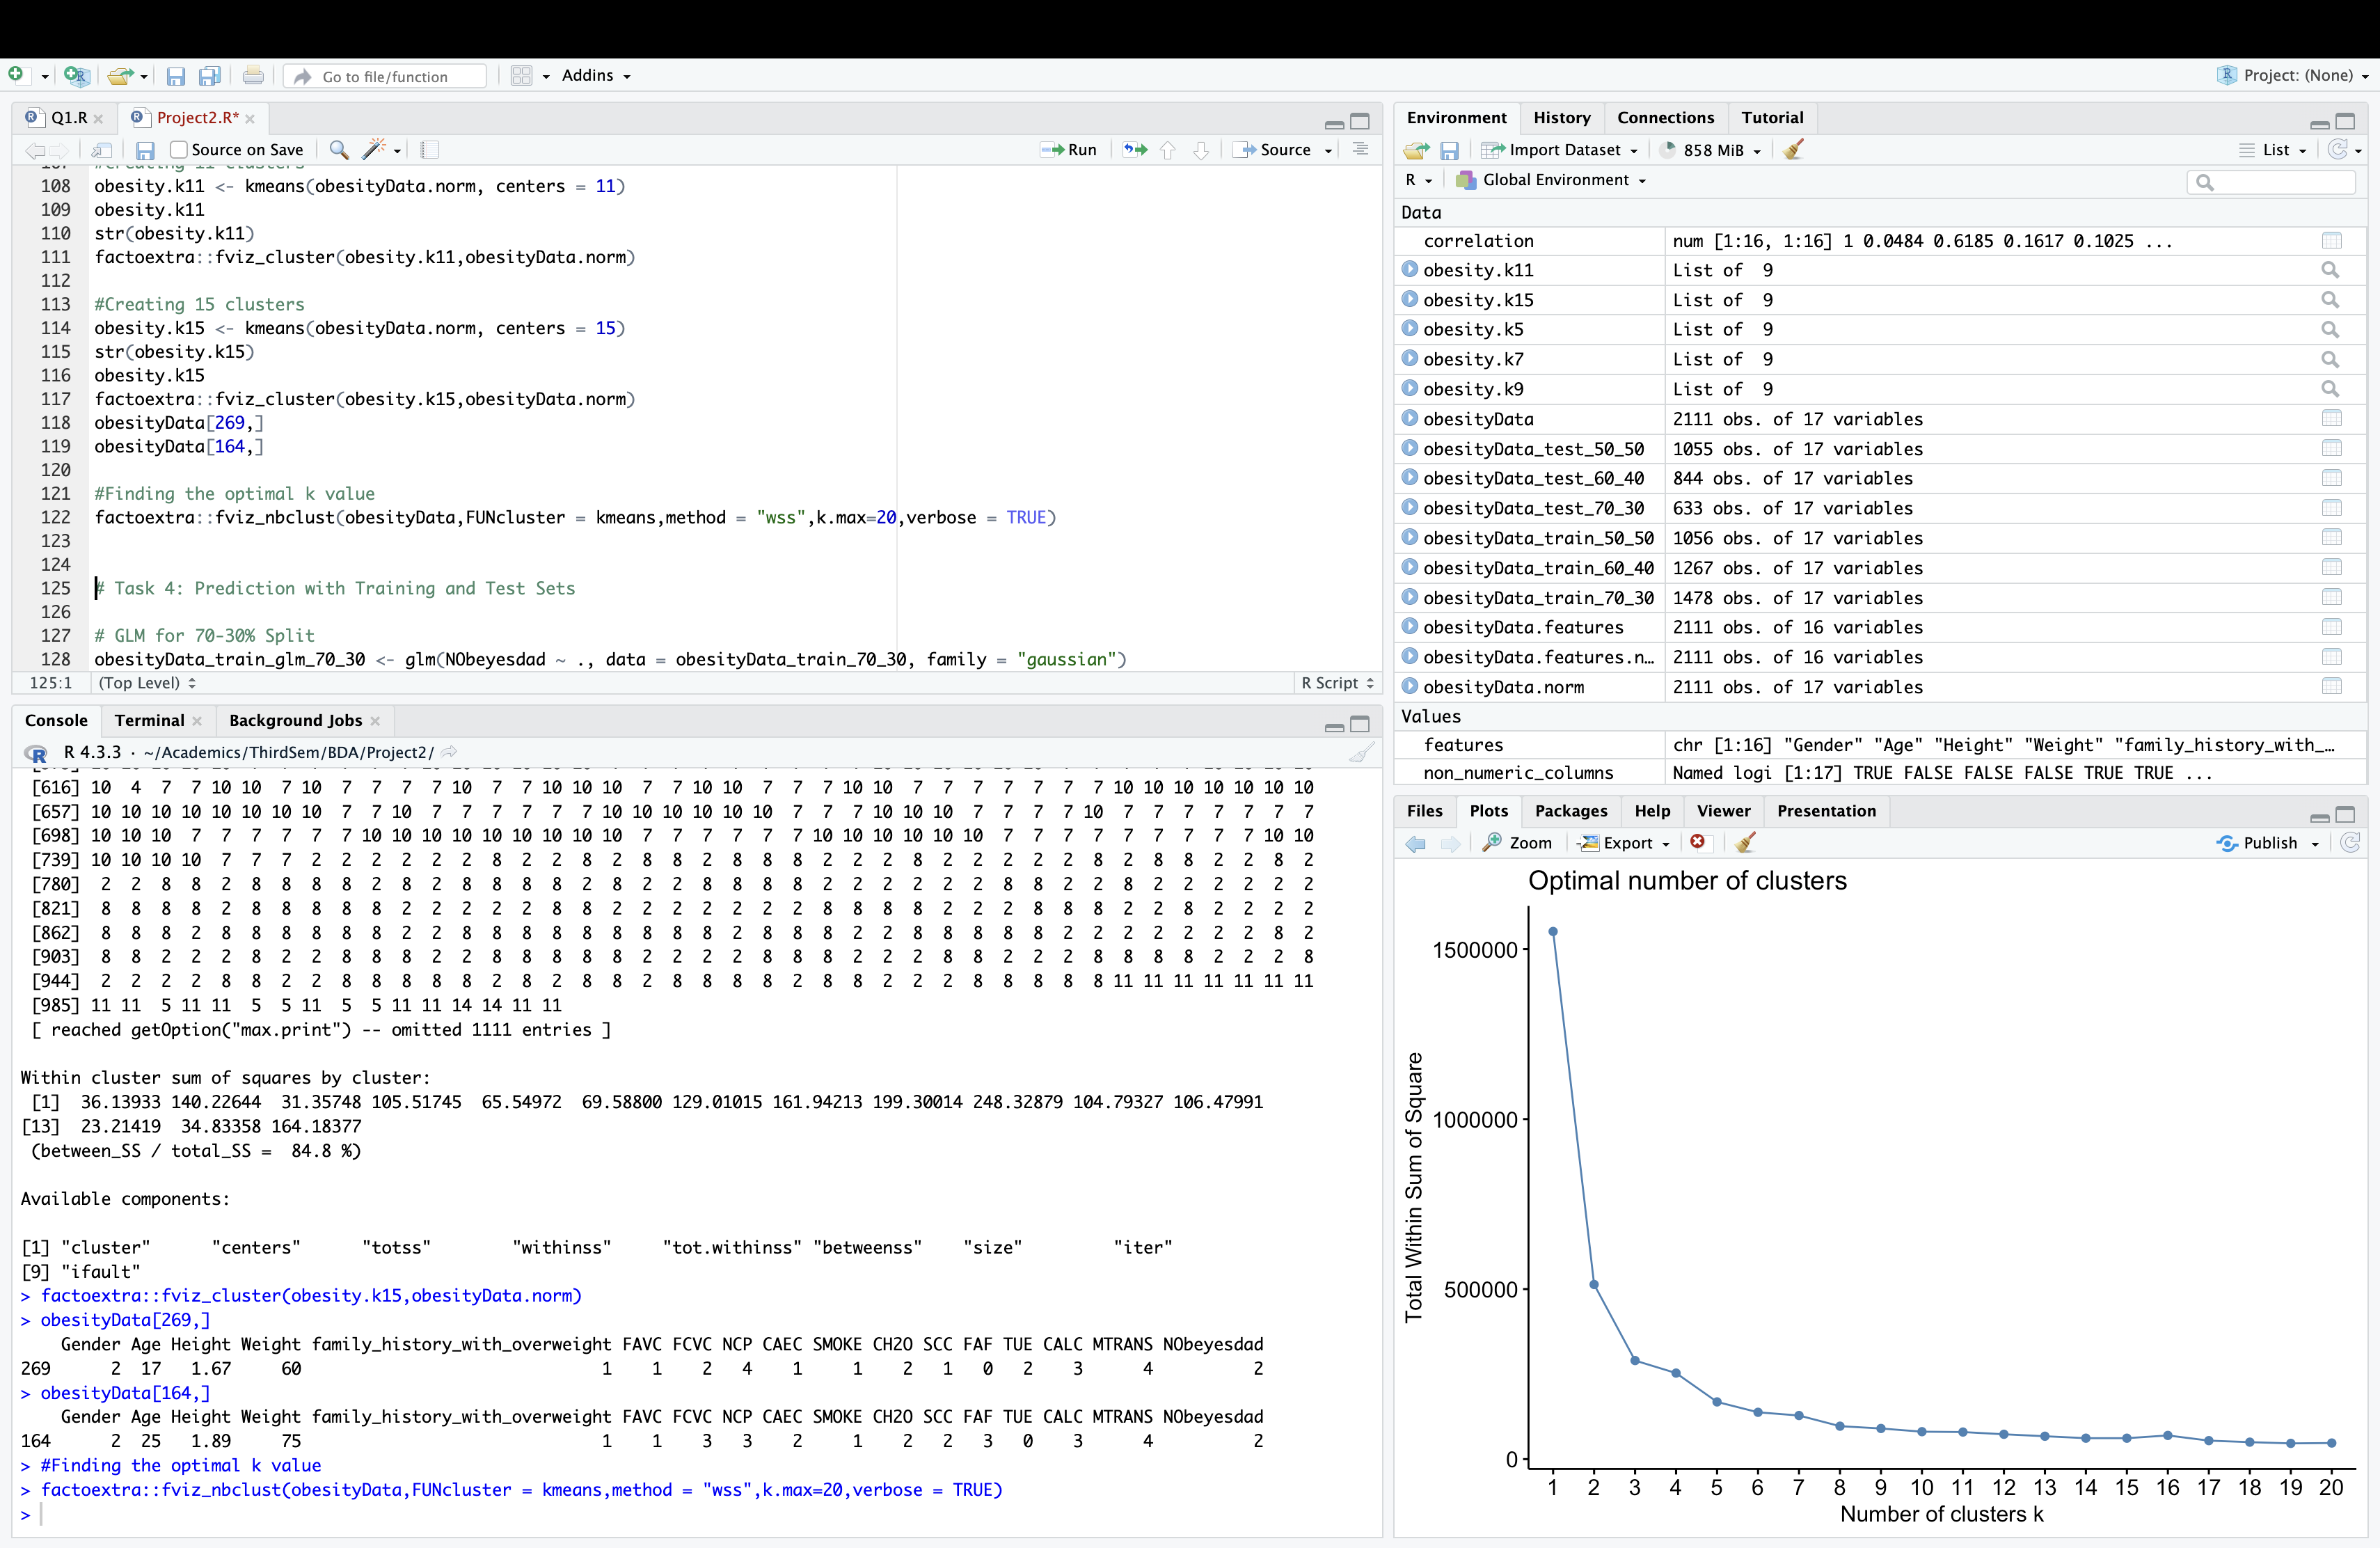 Go to file/function
Addins
Project: (None)
Q1.R
Project2.R*
Source on Save
Run
Source
108 obesity.k11 <- kmeans(obesityData.norm, centers = 11)
109 obesity.k11
110 str(obesity.k11)
111 factoextra::fviz_cluster(obesity.k11,obesityData.norm)
112
113 #Creating 15 clusters
114 obesity.k15 <- kmeans(obesityData.norm, centers = 15)
115 str(obesity.k15)
116 obesity.k15
117 factoextra::fviz_cluster(obesity.k15,obesityData.norm)
118 obesityData[269,]
119 obesityData[164,]
120
121 #Finding the optimal k value
122 factoextra::fviz_nbclust(obesityData,FUNcluster = kmeans,method = "wss",k.max=20,verbose = TRUE)
123
124
125 # Task 4: Prediction with Training and Test Sets
126
127 # GLM for 70-30% Split
128 obesityData_train_glm_70_30 <- glm(NObeyesdad ~ ., data = obesityData_train_70_30, family = "gaussian")
125:1 (Top Level) R Script
Console Terminal Background Jobs
R 4.3.3 · ~/Academics/ThirdSem/BDA/Project2/
[616] 10 4 7 7 10 10 7 10 7 7 7 7 10 7 7 10 10 10 7 7 10 10 7 7 7 10 10 7 7 7 7 7 7 7 10 10 10 10 10 10 10
[657] 10 10 10 10 10 10 10 10 7 7 10 7 7 7 7 7 7 10 10 10 10 10 10 7 7 7 10 10 10 7 7 7 7 10 7 7 7 7 7 7 7
[698] 10 10 10 7 7 7 7 7 7 10 10 10 10 10 10 10 10 10 7 7 7 7 7 7 10 10 10 10 10 10 7 7 7 7 7 7 7 7 7 10 10
[739] 10 10 10 10 7 7 7 2 2 2 2 2 2 8 2 2 8 2 8 8 2 8 8 8 2 2 2 8 2 2 2 2 2 8 2 8 8 2 2 8 2
[780] 2 2 8 8 2 8 8 8 8 2 8 2 8 8 8 8 2 8 2 2 8 8 8 8 2 2 2 2 2 2 8 8 2 2 8 2 2 2 2 2 2
[821] 8 8 8 8 2 8 8 8 8 8 2 2 2 2 2 8 8 2 2 2 2 2 2 2 8 8 8 8 2 2 2 8 8 8 2 2 8 2 2 2 2
[862] 8 8 8 2 8 8 8 8 8 8 2 2 8 8 8 8 8 8 8 8 8 2 8 8 8 2 2 8 8 8 8 8 2 2 2 2 2 2 2 8 2
[903] 8 8 2 2 2 8 2 2 8 8 8 2 2 8 8 8 8 8 2 2 2 2 8 8 8 2 2 2 8 8 2 2 2 8 8 8 8 2 2 2 8
[944] 2 2 2 2 8 8 2 2 8 8 8 8 8 2 8 2 8 8 2 8 8 8 8 2 8 8 2 2 2 8 8 8 8 8 11 11 11 11 11 11 11
[985] 11 11 5 11 11 5 5 11 5 5 11 11 14 14 11 11
[ reached getOption("max.print") -- omitted 1111 entries ]
Within cluster sum of squares by cluster:
[1] 36.13933 140.22644 31.35748 105.51745 65.54972 69.58800 129.01015 161.94213 199.30014 248.32879 104.79327 106.47991
[13] 23.21419 34.83358 164.18377
(between_SS / total_SS = 84.8 %)
Available components:
[1] "cluster" "centers" "totss" "withinss" "tot.withinss" "betweenss" "size" "iter"
[9] "ifault"
> factoextra::fviz_cluster(obesity.k15,obesityData.norm)
> obesityData[269,]
Gender Age Height Weight family_history_with_overweight FAVC FCVC NCP CAEC SMOKE CH2O SCC FAF TUE CALC MTRANS NObeyesdad
269 2 17 1.67 60 1 1 2 4 1 1 2 1 0 2 3 4 2
> obesityData[164,]
Gender Age Height Weight family_history_with_overweight FAVC FCVC NCP CAEC SMOKE CH2O SCC FAF TUE CALC MTRANS NObeyesdad
164 2 25 1.89 75 1 1 3 3 2 1 2 2 3 0 3 4 2
> #Finding the optimal k value
> factoextra::fviz_nbclust(obesityData,FUNcluster = kmeans,method = "wss",k.max=20,verbose = TRUE)
>
Environment History Connections Tutorial
Import Dataset 858 MiB List
R Global Environment
Data
correlation num [1:16, 1:16] 1 0.0484 0.6185 0.1617 0.1025 ...
obesity.k11 List of 9
obesity.k15 List of 9
obesity.k5 List of 9
obesity.k7 List of 9
obesity.k9 List of 9
obesityData 2111 obs. of 17 variables
obesityData_test_50_50 1055 obs. of 17 variables
obesityData_test_60_40 844 obs. of 17 variables
obesityData_test_70_30 633 obs. of 17 variables
obesityData_train_50_50 1056 obs. of 17 variables
obesityData_train_60_40 1267 obs. of 17 variables
obesityData_train_70_30 1478 obs. of 17 variables
obesityData.features 2111 obs. of 16 variables
obesityData.features.n… 2111 obs. of 16 variables
obesityData.norm 2111 obs. of 17 variables
Values
features chr [1:16] "Gender" "Age" "Height" "Weight" "family_history_with_…
non_numeric_columns Named logi [1:17] TRUE FALSE FALSE FALSE TRUE TRUE ...
Files Plots Packages Help Viewer Presentation
Zoom Export Publish
Optimal number of clusters
1500000
1000000
500000
0
Total Within Sum of Square
1 2 3 4 5 6 7 8 9 10 11 12 13 14 15 16 17 18 19 20
Number of clusters k